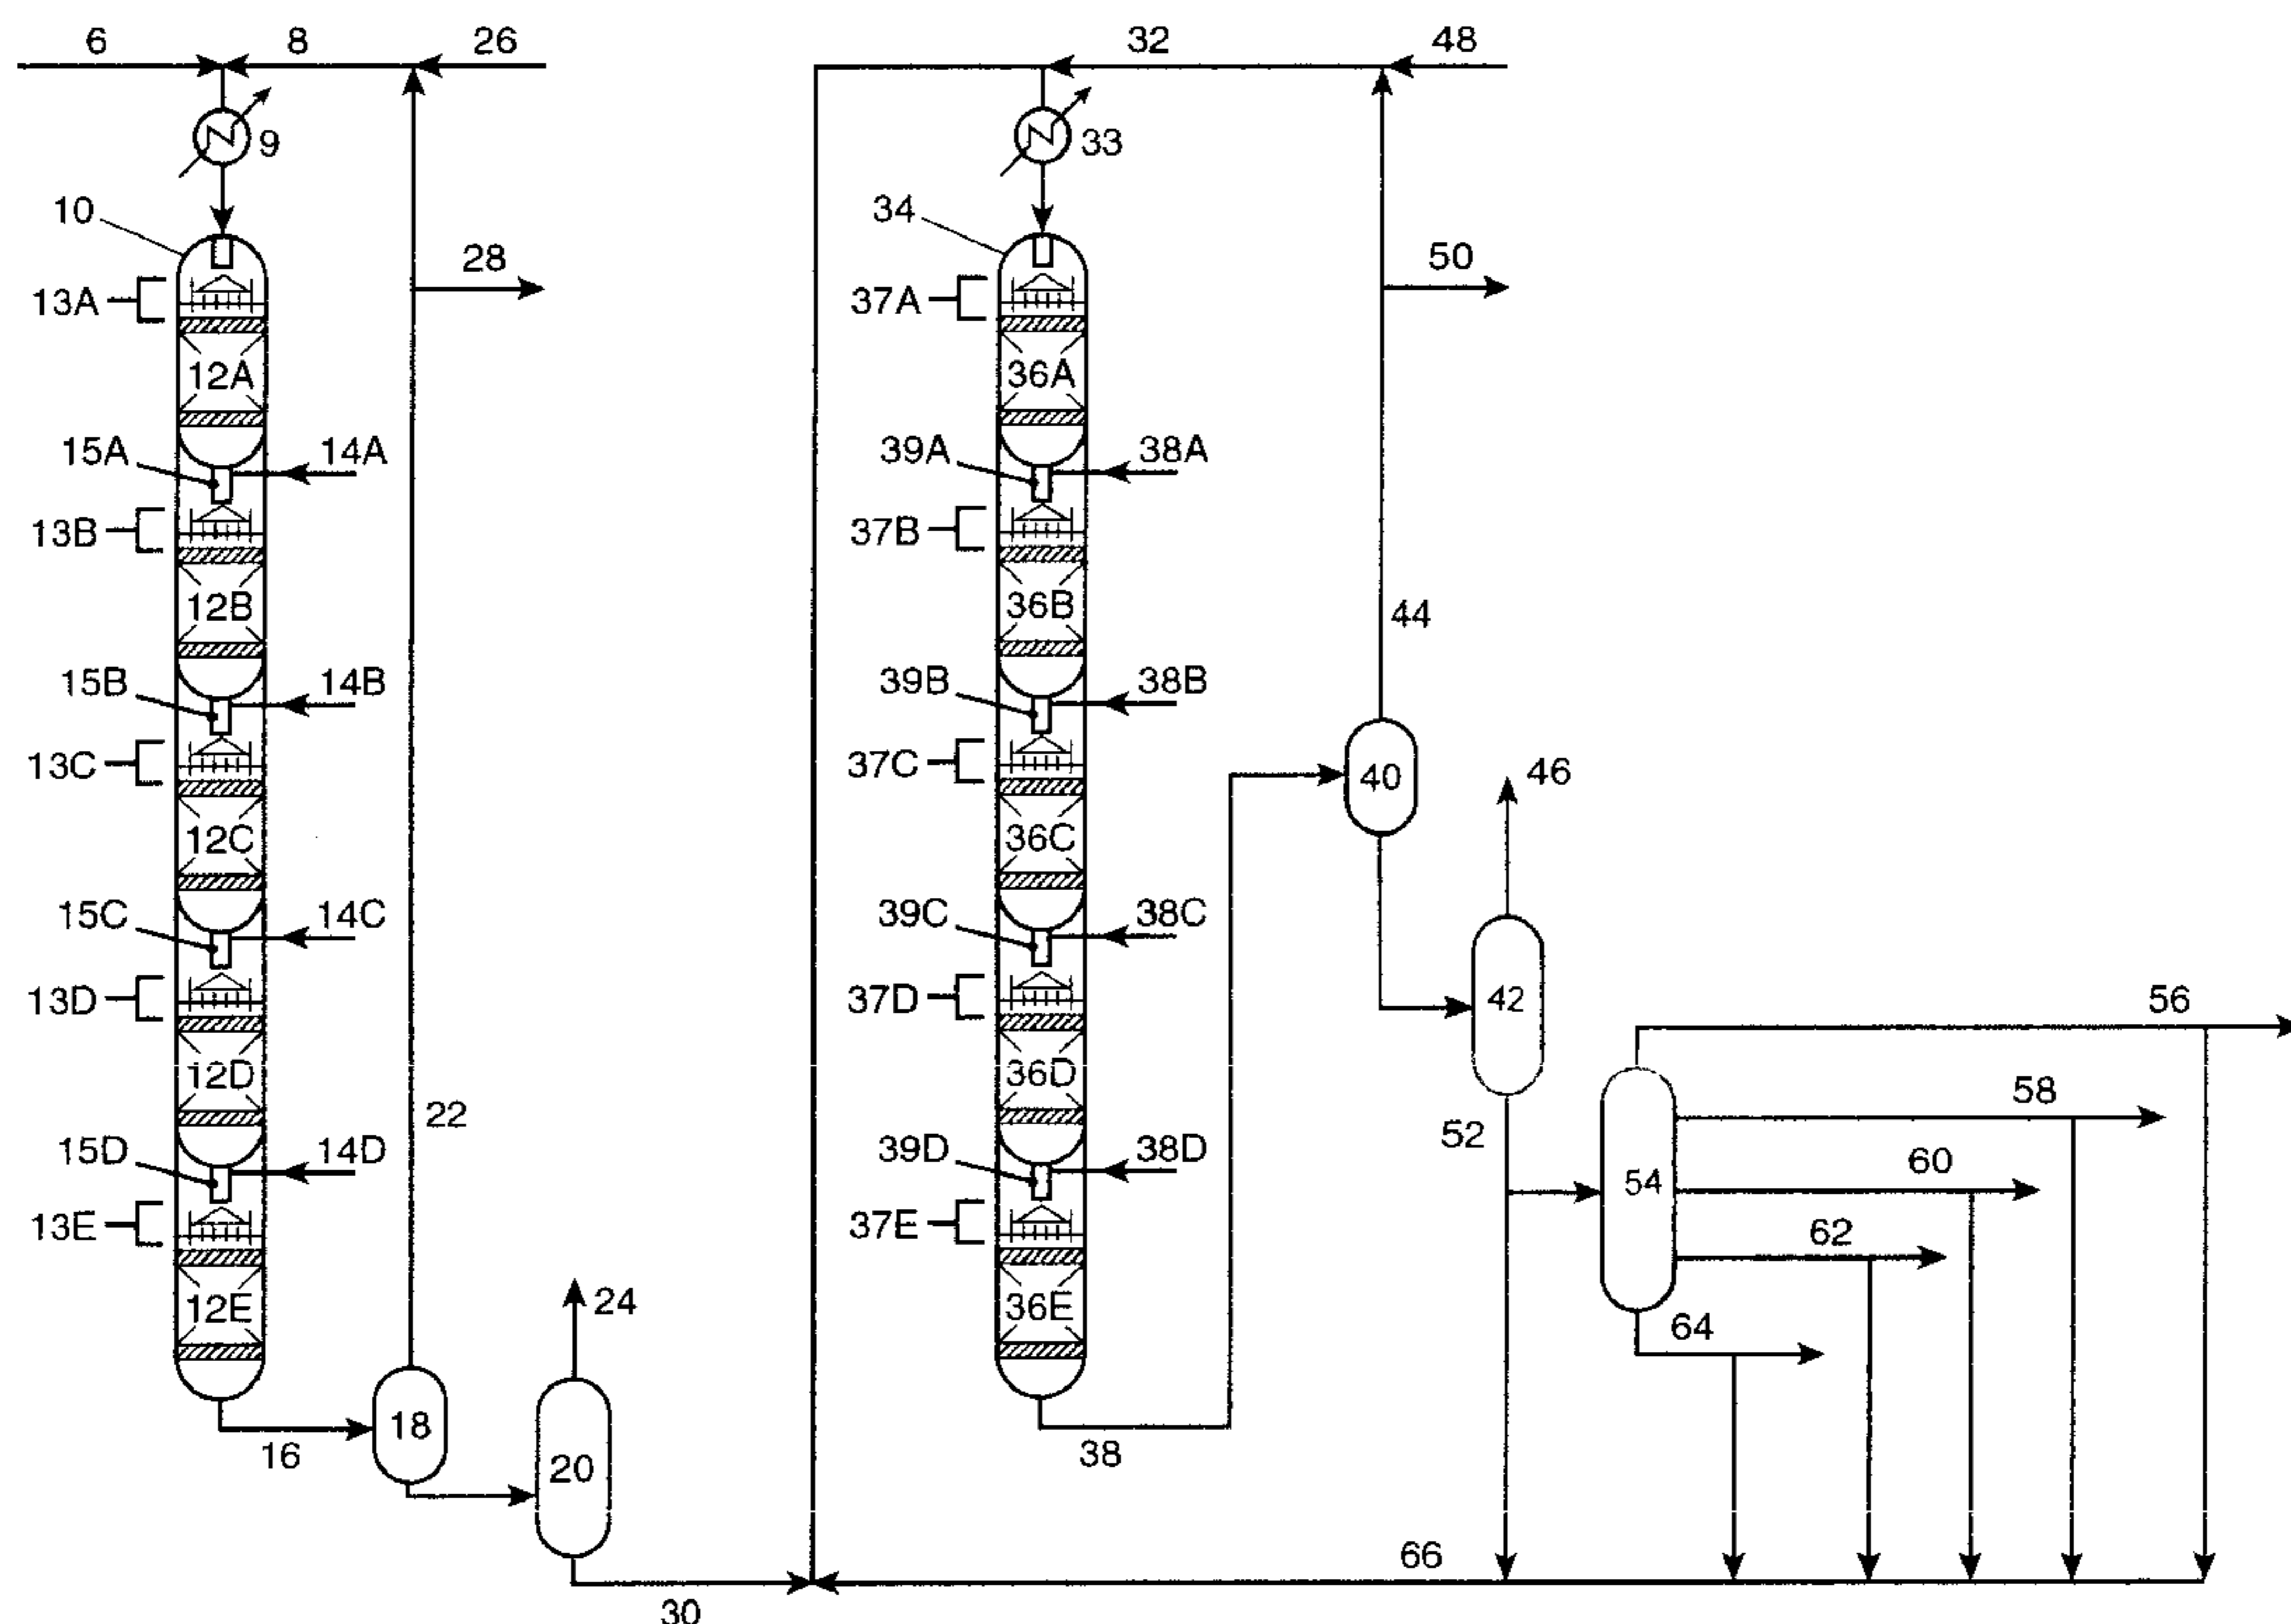 6 8 26 32 48
9 33
10 34
28 50
13A 37A
12A 36A
15A 14A 39A 38A
13B 37B
12B 36B
44
15B 14B 39B 38B
13C 37C 40 46
12C 36C
15C 14C 39C 38C
13D 37D 42 56
12D 36D
22 52 58
15D 14D 39D 38D 60
54
13E 37E 62
12E 24 36E 64
18
16 20 38
66
30